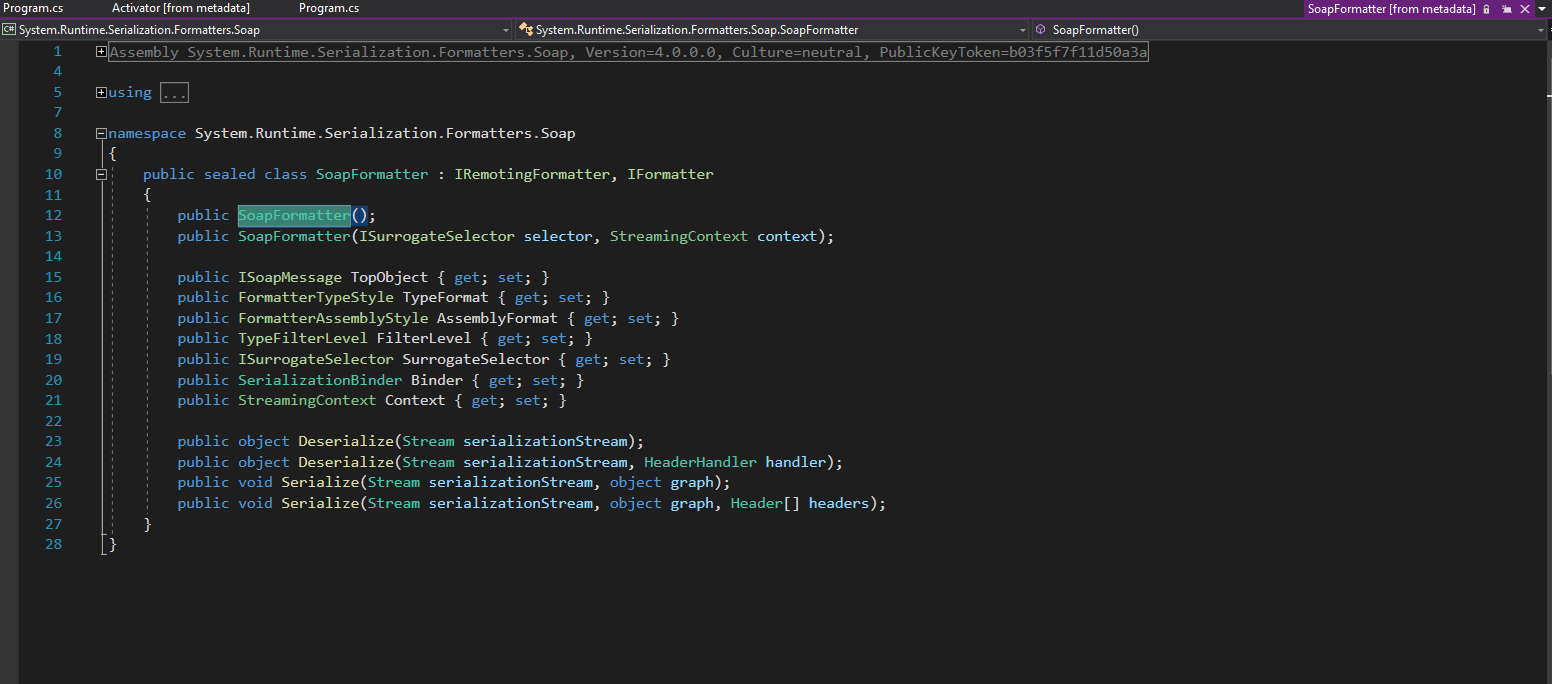 Program.cs Activator [from metadata] Program.cs SoapFormatter [from metadata]
C# System.Runtime.Serialization.Formatters.Soap System.Runtime.Serialization.Formatters.Soap.SoapFormatter SoapFormatter()
1 Assembly System.Runtime.Serialization.Formatters.Soap, Version=4.0.0.0, Culture=neutral, PublicKeyToken=b03f5f7f11d50a3a
4
5 using ...
7
8 namespace System.Runtime.Serialization.Formatters.Soap
9 {
10 public sealed class SoapFormatter : IRemotingFormatter, IFormatter
11 {
12 public SoapFormatter();
13 public SoapFormatter(ISurrogateSelector selector, StreamingContext context);
14
15 public ISoapMessage TopObject { get; set; }
16 public FormatterTypeStyle TypeFormat { get; set; }
17 public FormatterAssemblyStyle AssemblyFormat { get; set; }
18 public TypeFilterLevel FilterLevel { get; set; }
19 public ISurrogateSelector SurrogateSelector { get; set; }
20 public SerializationBinder Binder { get; set; }
21 public StreamingContext Context { get; set; }
22
23 public object Deserialize(Stream serializationStream);
24 public object Deserialize(Stream serializationStream, HeaderHandler handler);
25 public void Serialize(Stream serializationStream, object graph);
26 public void Serialize(Stream serializationStream, object graph, Header[] headers);
27 }
28 }